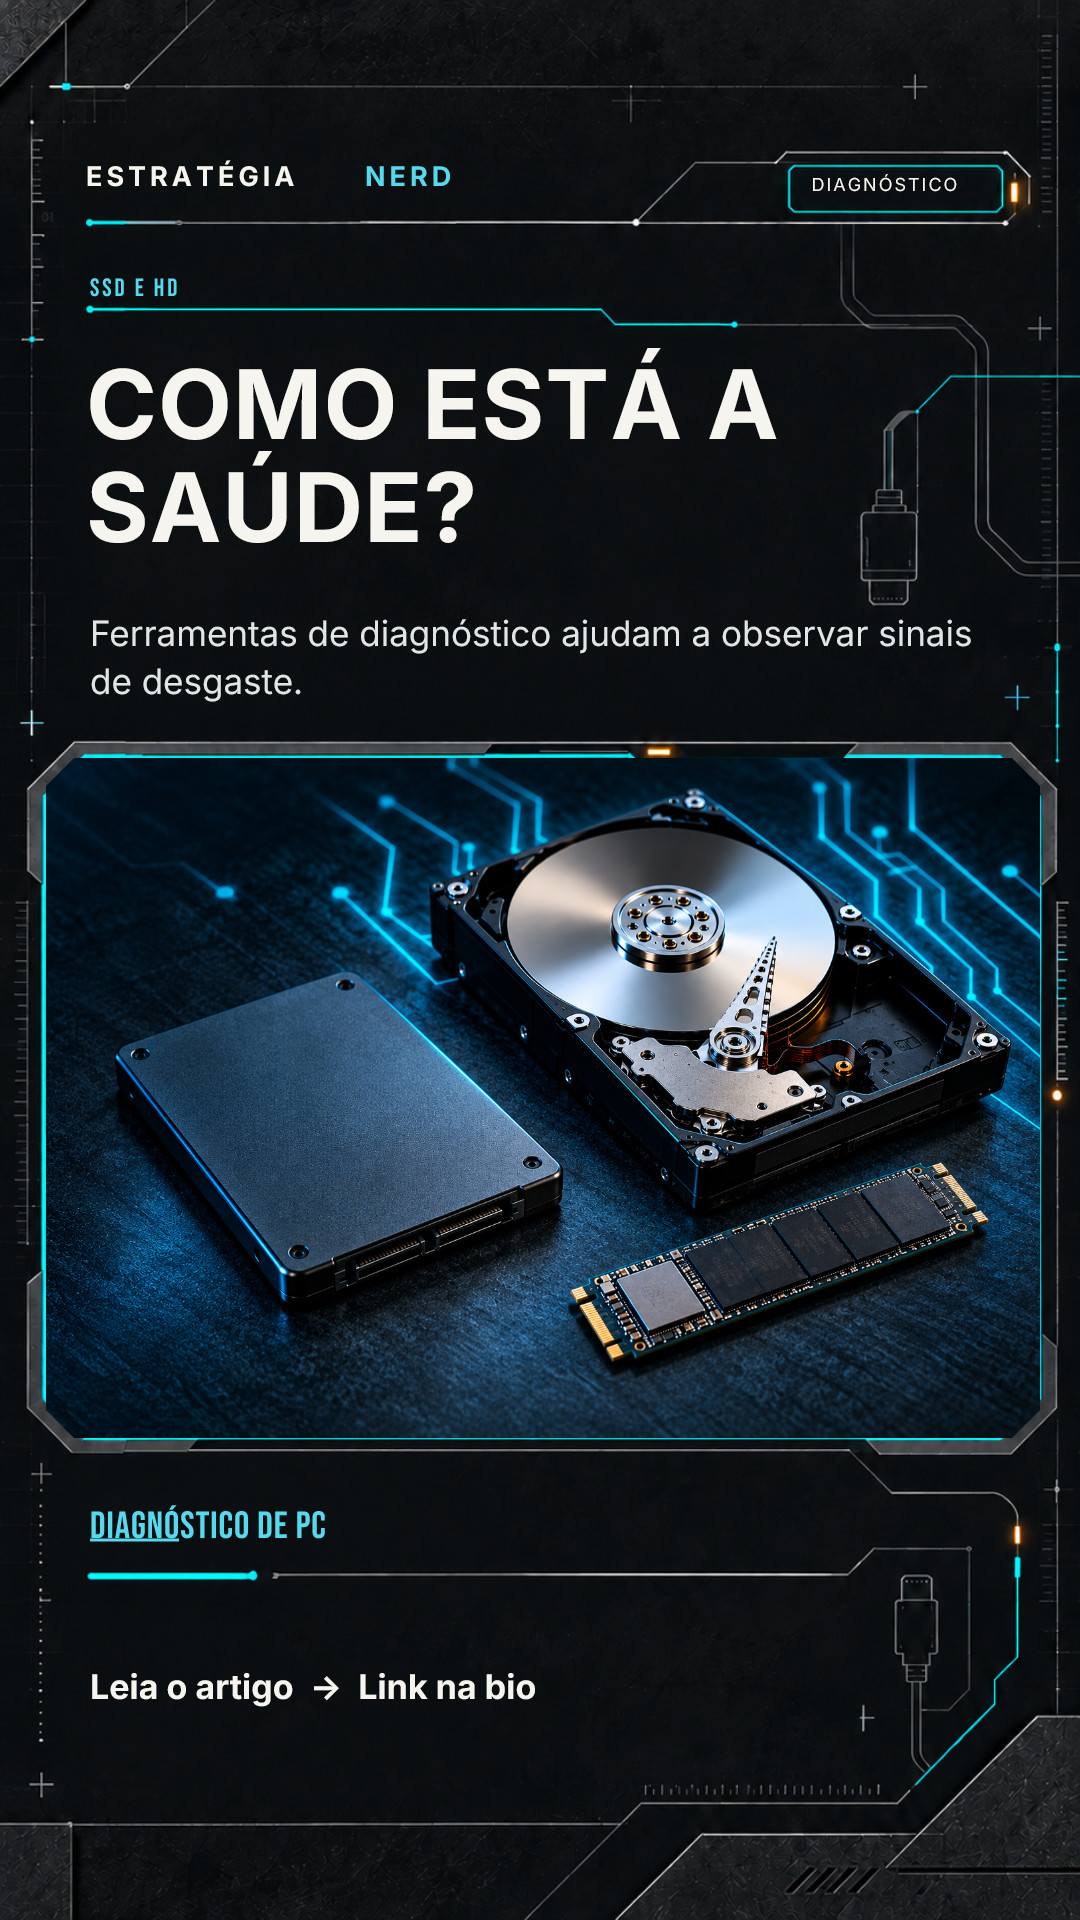 ESTRATÉGIA NERD
DIAGNÓSTICO
SSD E HD
COMO ESTÁ A
SAÚDE?
Ferramentas de diagnóstico ajudam a observar sinais
de desgaste.
DIAGNÓSTICO DE PC
Leia o artigo → Link na bio